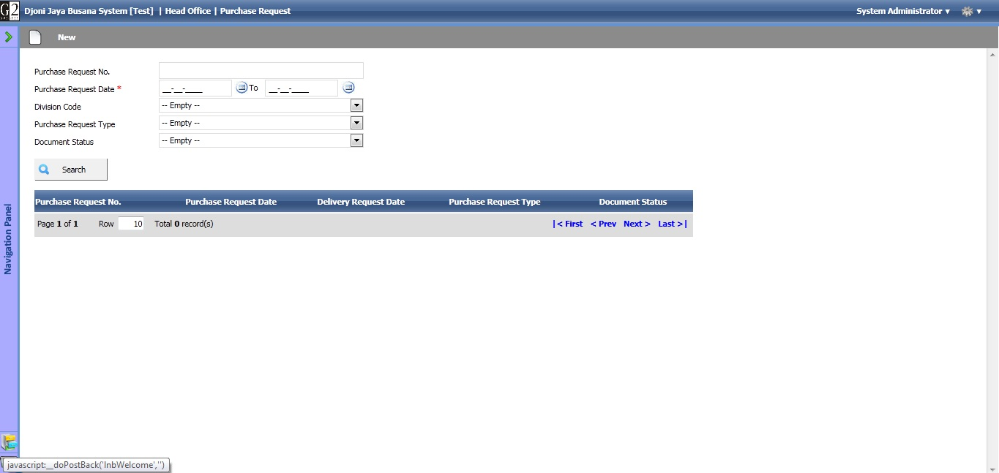 G2
Djoni Jaya Busana System [Test] | Head Office | Purchase Request
System Administrator ▼
▼
New
Purchase Request No.
Purchase Request Date *
__-__-____ To __-__-____
Division Code
-- Empty --
Purchase Request Type
-- Empty --
Document Status
-- Empty --
Search
Purchase Request No. Purchase Request Date Delivery Request Date Purchase Request Type Document Status
Page 1 of 1 Row 10 Total 0 record(s) |< First < Prev Next > Last >|
Navigation Panel
javascript:__doPostBack('lnbWelcome','')